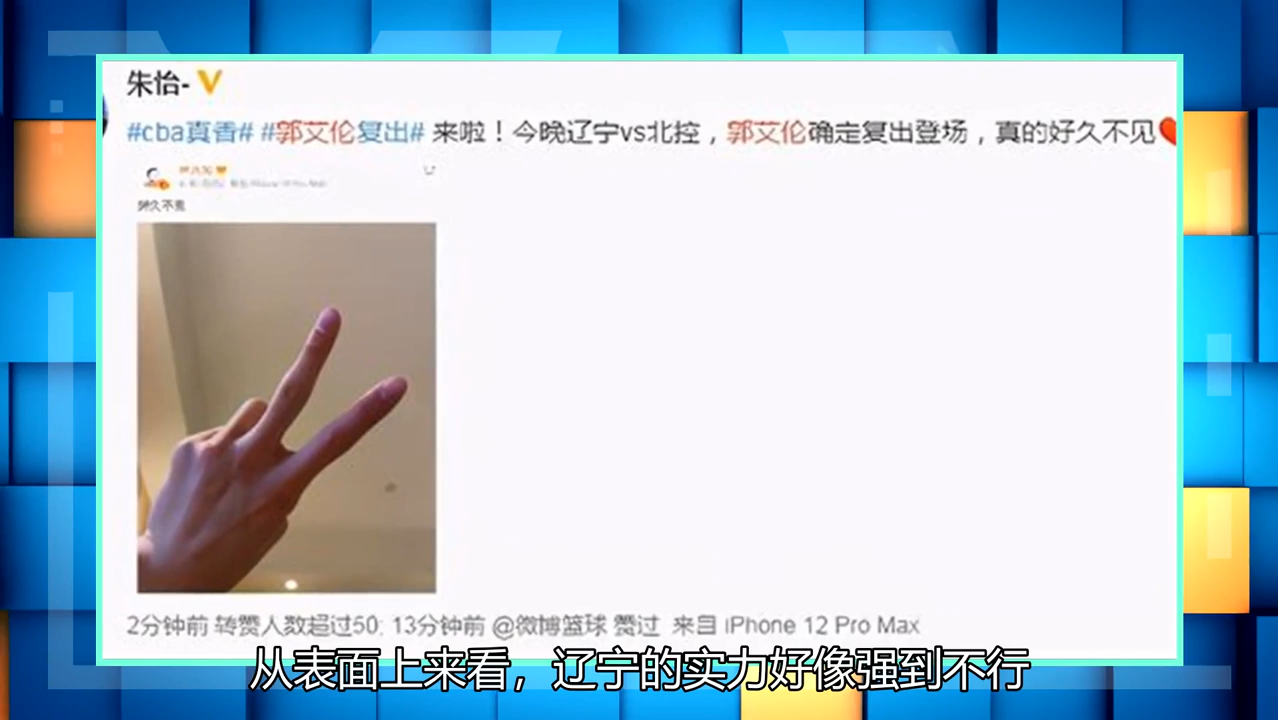 朱怡-
#cba真香# #郭艾伦复出# 来啦！今晚辽宁vs北控，郭艾伦确定复出登场，真的好久不见
好久不见
2分钟前 转赞人数超过50; 13分钟前 @微博篮球 赞过 来自 iPhone 12 Pro Max
从表面上来看，辽宁的实力好像强到不行